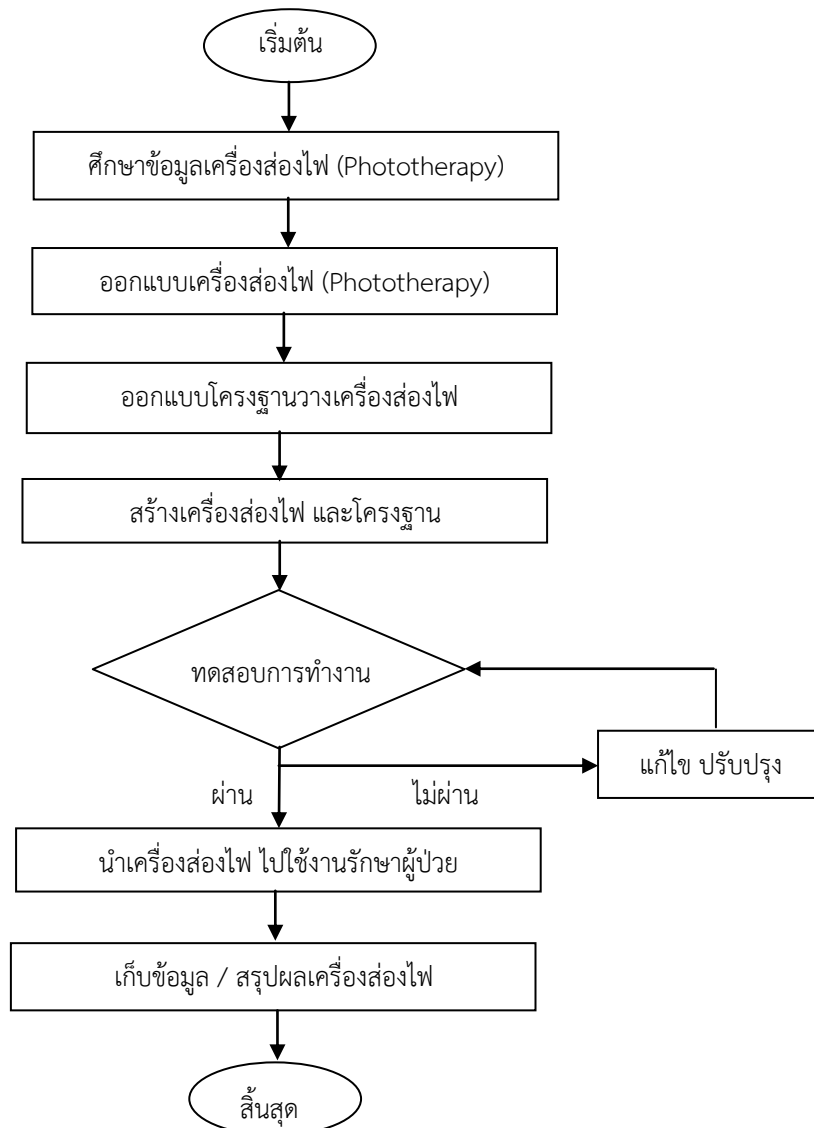 เริ่มต้น
ศึกษาข้อมูลเครื่องส่องไฟ (Phototherapy)
ออกแบบเครื่องส่องไฟ (Phototherapy)
ออกแบบโครงฐานวางเครื่องส่องไฟ
สร้างเครื่องส่องไฟ และโครงฐาน
ทดสอบการทำงาน
แก้ไข ปรับปรุง
ผ่าน
ไม่ผ่าน
นำเครื่องส่องไฟ ไปใช้งานรักษาผู้ป่วย
เก็บข้อมูล / สรุปผลเครื่องส่องไฟ
สิ้นสุด